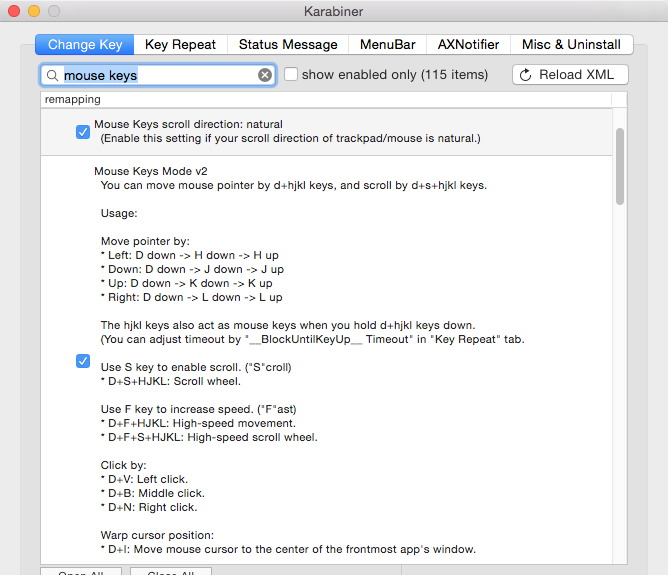 Karabiner
Change Key Key Repeat Status Message MenuBar AXNotifier Misc & Uninstall
mouse keys show enabled only (115 items) Reload XML
remapping
Mouse Keys scroll direction: natural
(Enable this setting if your scroll direction of trackpad/mouse is natural.)
Mouse Keys Mode v2
You can move mouse pointer by d+hjkl keys, and scroll by d+s+hjkl keys.
Usage:
Move pointer by:
* Left: D down -> H down -> H up
* Down: D down -> J down -> J up
* Up: D down -> K down -> K up
* Right: D down -> L down -> L up
The hjkl keys also act as mouse keys when you hold d+hjkl keys down.
(You can adjust timeout by "__BlockUntilKeyUp__ Timeout" in "Key Repeat" tab.
Use S key to enable scroll. ("S"croll)
* D+S+HJKL: Scroll wheel.
Use F key to increase speed. ("F"ast)
* D+F+HJKL: High-speed movement.
* D+F+S+HJKL: High-speed scroll wheel.
Click by:
* D+V: Left click.
* D+B: Middle click.
* D+N: Right click.
Warp cursor position:
* D+I: Move mouse cursor to the center of the frontmost app's window.
Open All Close All